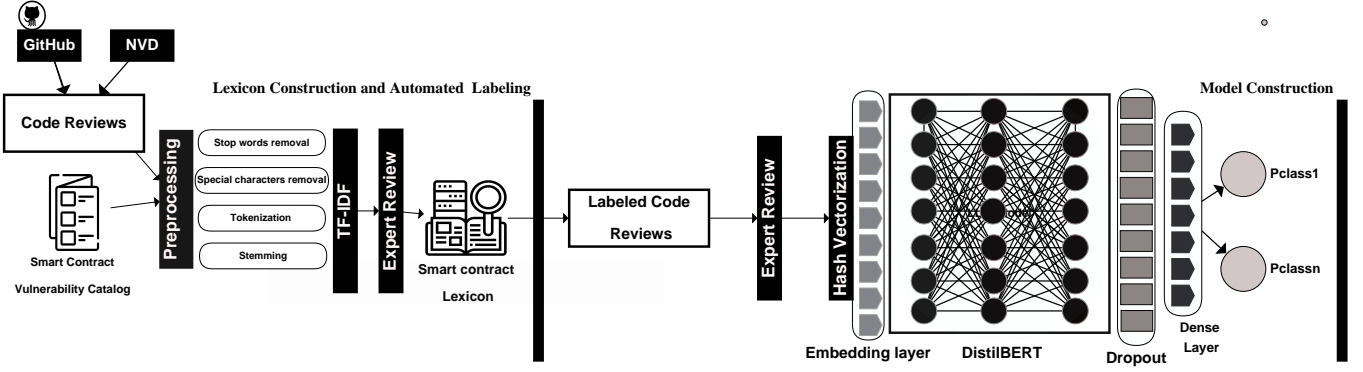 GitHub
NVD
Code Reviews
Smart Contract
Vulnerability Catalog
Lexicon Construction and Automated Labeling
Preprocessing
Stop words removal
Special characters removal
Tokenization
Stemming
TF-IDF
Expert Review
Smart contract
Lexicon
Labeled Code
Reviews
Expert Review
Hash Vectorization
Embedding layer
DistilBERT
Dropout
Dense
Layer
Model Construction
Pclass1
Pclassn